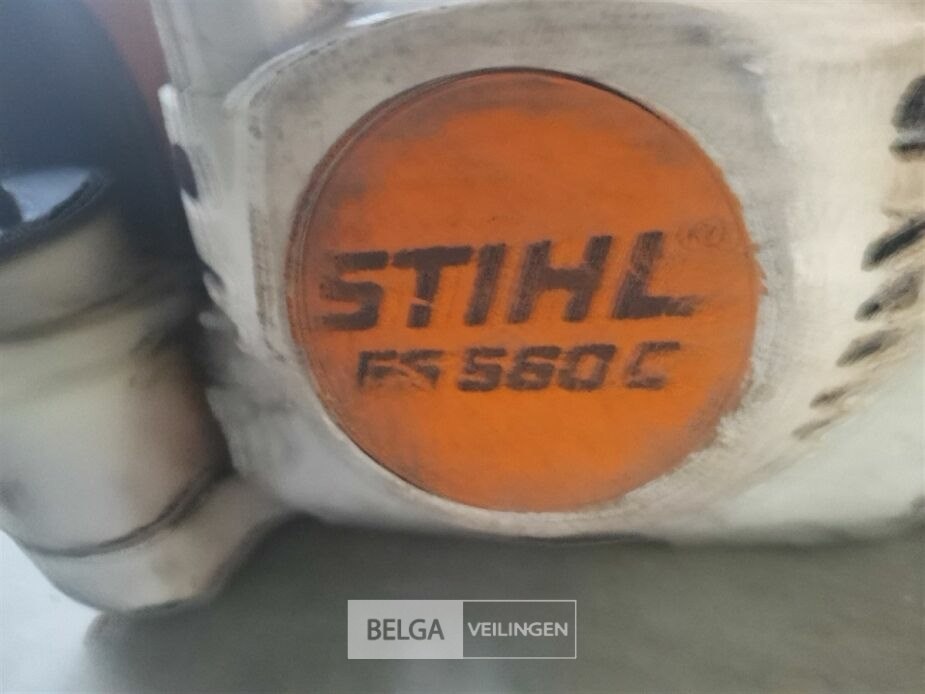 STIHL
FS 560 C
BELGA VEILINGEN